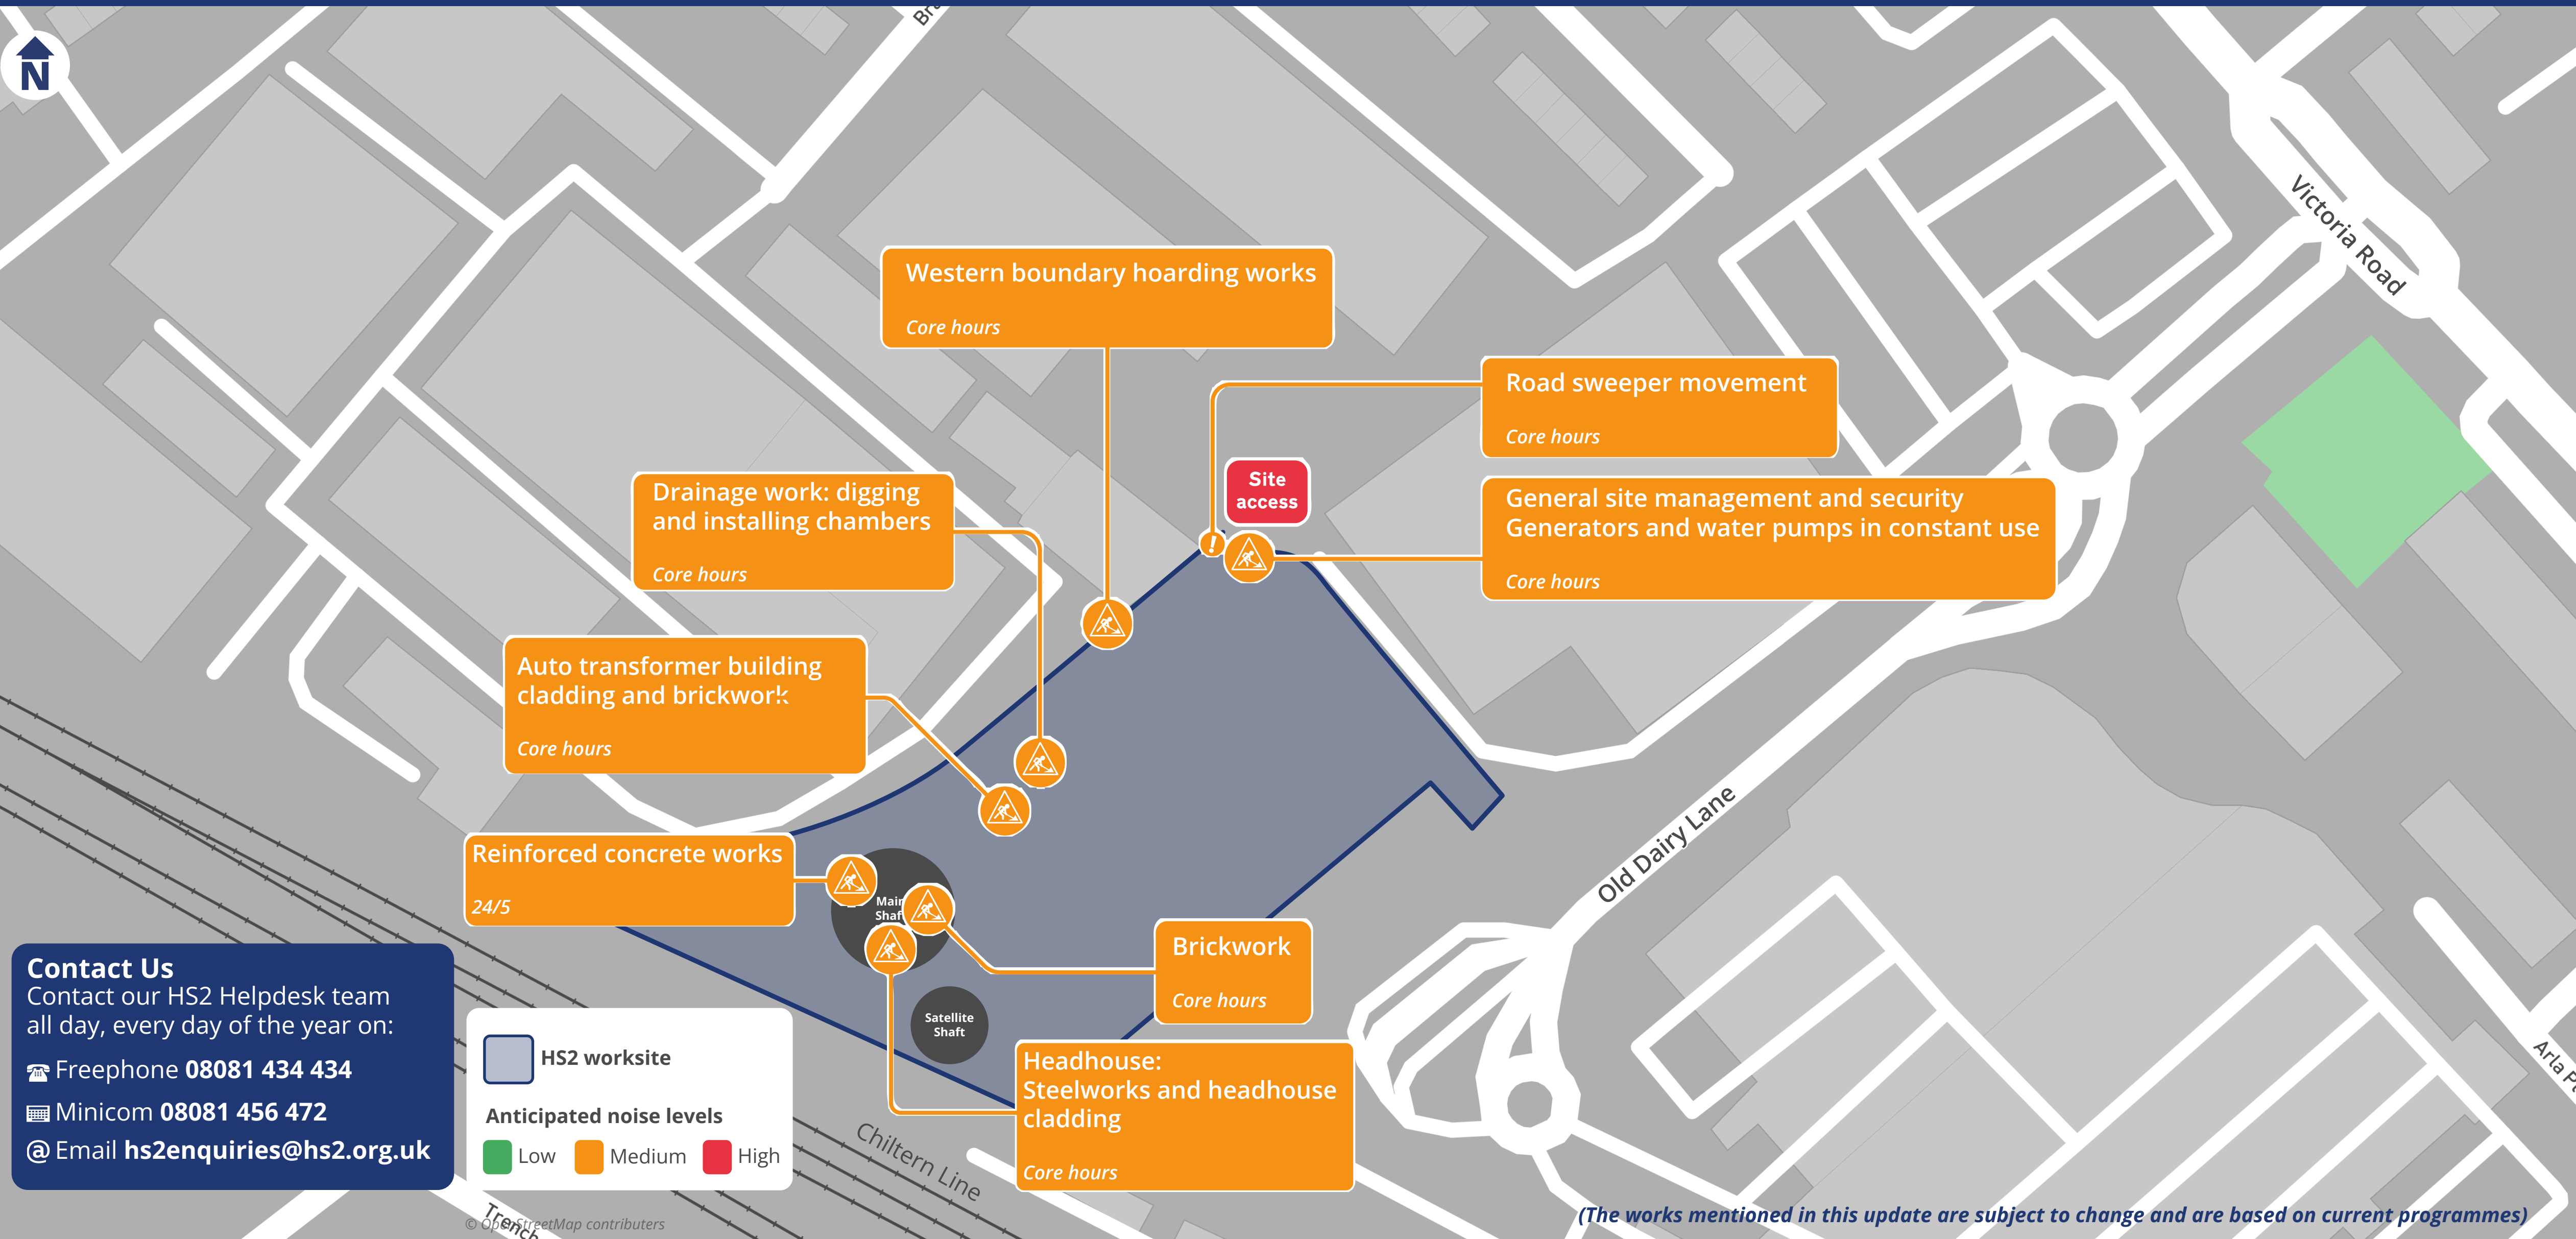 N
Victoria Road
Western boundary hoarding works
Core hours
Road sweeper movement
Core hours
Site
access
General site management and security
Generators and water pumps in constant use
Core hours
Drainage work: digging
and installing chambers
Core hours
!
Auto transformer building
cladding and brickwork
Core hours
Reinforced concrete works
24/5
Main
Brickwork
Core hours
Satellite
Shaft
Headhouse:
Steelworks and headhouse
cladding
Core hours
Old Dairy Lane
Chiltern Line
Contact Us
Contact our HS2 Helpdesk team
all day, every day of the year on:
Freephone 08081 434 434
Minicom 08081 456 472
@ Email hs2enquiries@hs2.org.uk
HS2 worksite
Anticipated noise levels
Low Medium High
Trench
© OpenStreetMap contributers
(The works mentioned in this update are subject to change and are based on current programmes)